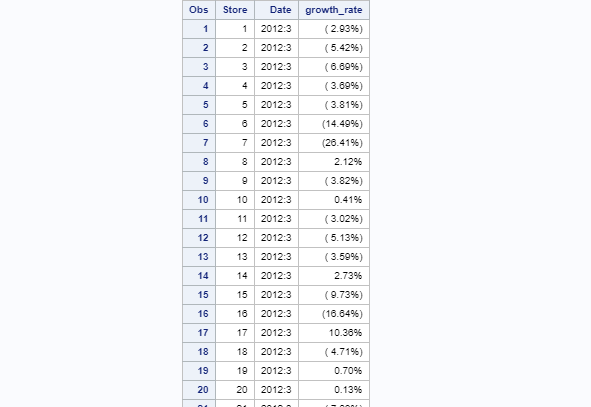 Obs Store Date growth_rate
1 1 2012:3 ( 2.93%)
2 2 2012:3 ( 5.42%)
3 3 2012:3 ( 6.69%)
4 4 2012:3 ( 3.69%)
5 5 2012:3 ( 3.81%)
6 6 2012:3 (14.49%)
7 7 2012:3 (26.41%)
8 8 2012:3 2.12%
9 9 2012:3 ( 3.82%)
10 10 2012:3 0.41%
11 11 2012:3 ( 3.02%)
12 12 2012:3 ( 5.13%)
13 13 2012:3 ( 3.59%)
14 14 2012:3 2.73%
15 15 2012:3 ( 9.73%)
16 16 2012:3 (16.64%)
17 17 2012:3 10.36%
18 18 2012:3 ( 4.71%)
19 19 2012:3 0.70%
20 20 2012:3 0.13%